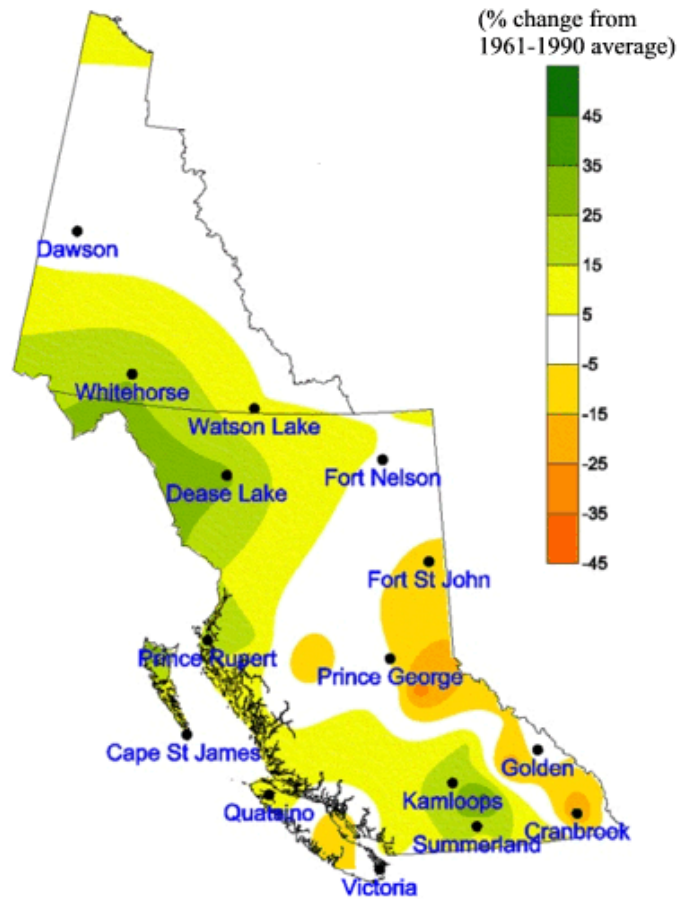 (% change from
1961-1990 average)
45
35
25
15
5
-5
-15
-25
-35
-45
Dawson
Whitehorse
Watson Lake
Fort Nelson
Dease Lake
Fort St John
Prince Rupert
Prince George
Cape St James
Golden
Kamloops
Quatsino
Cranbrook
Summerland
Victoria